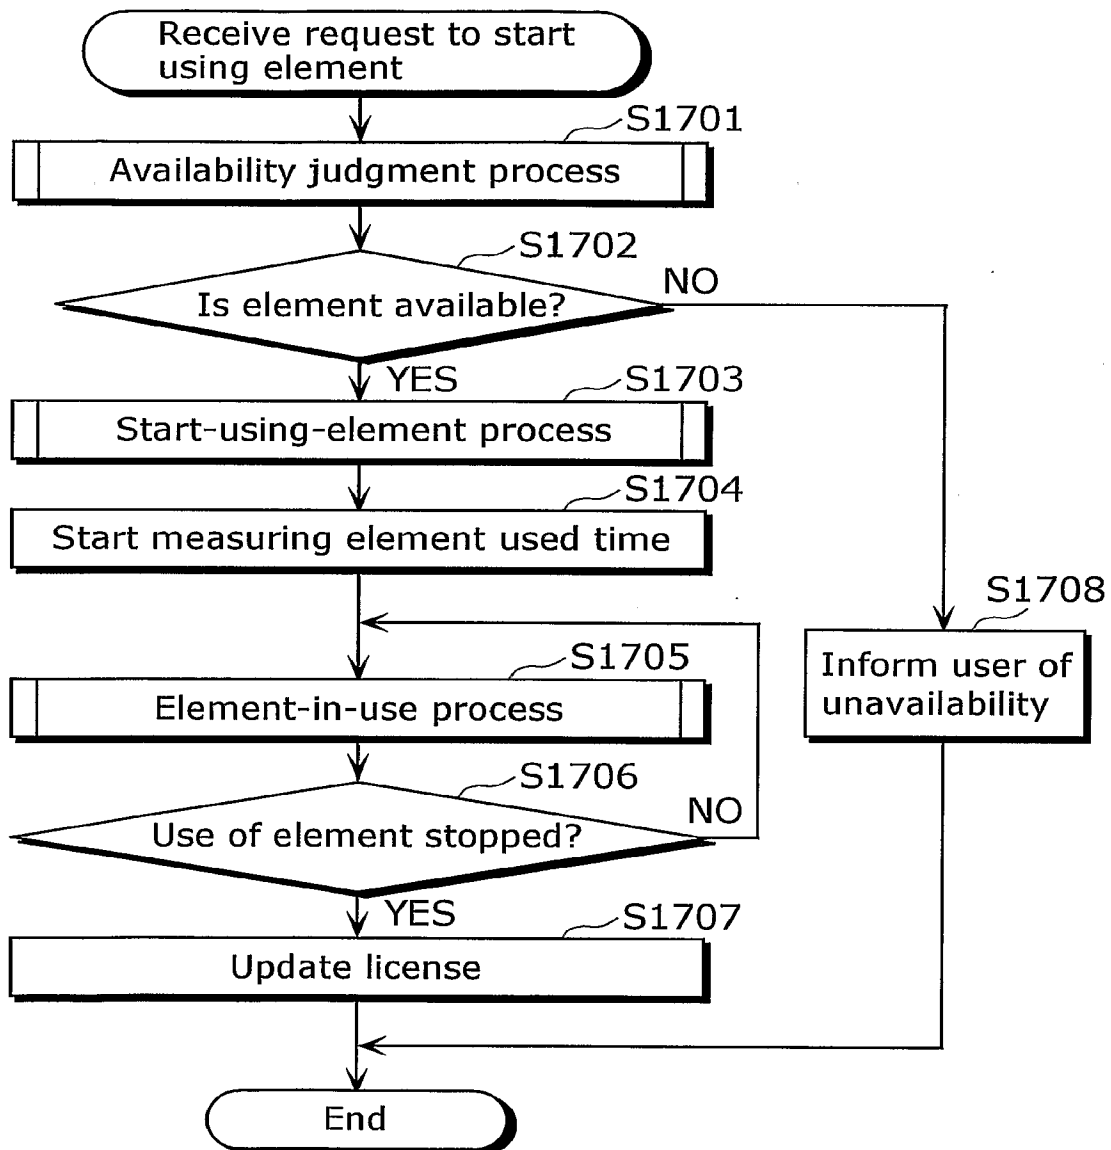 Receive request to start
using element
S1701
Availability judgment process
S1702
Is element available?
NO
YES
S1703
Start-using-element process
S1704
Start measuring element used time
S1708
Inform user of
unavailability
S1705
Element-in-use process
S1706
Use of element stopped?
NO
YES
S1707
Update license
End